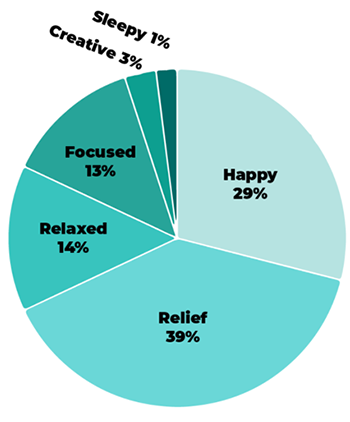 Sleepy 1%
Creative 3%
Focused
13%
Happy
29%
Relaxed
14%
Relief
39%